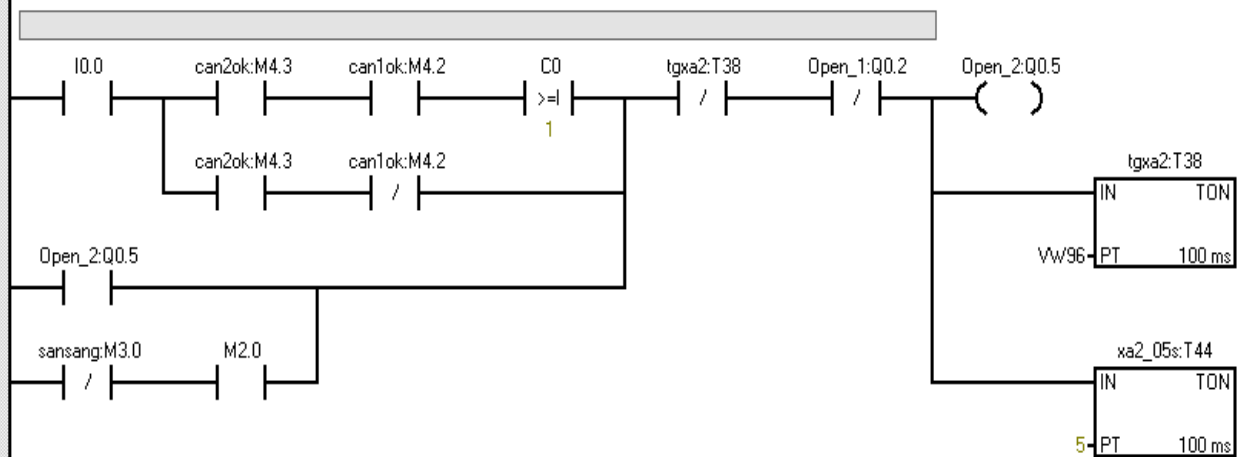 I0.0 can2ok:M4.3 can1ok:M4.2 C0 tgxa2:T38 Open_1:Q0.2 Open_2:Q0.5
/ /
>=I
1
can2ok:M4.3 can1ok:M4.2
/
tgxa2:T38
IN TON
VW96 PT 100 ms
Open_2:Q0.5
sansang:M3.0 M2.0
/
xa2_05s:T44
IN TON
5 PT 100 ms